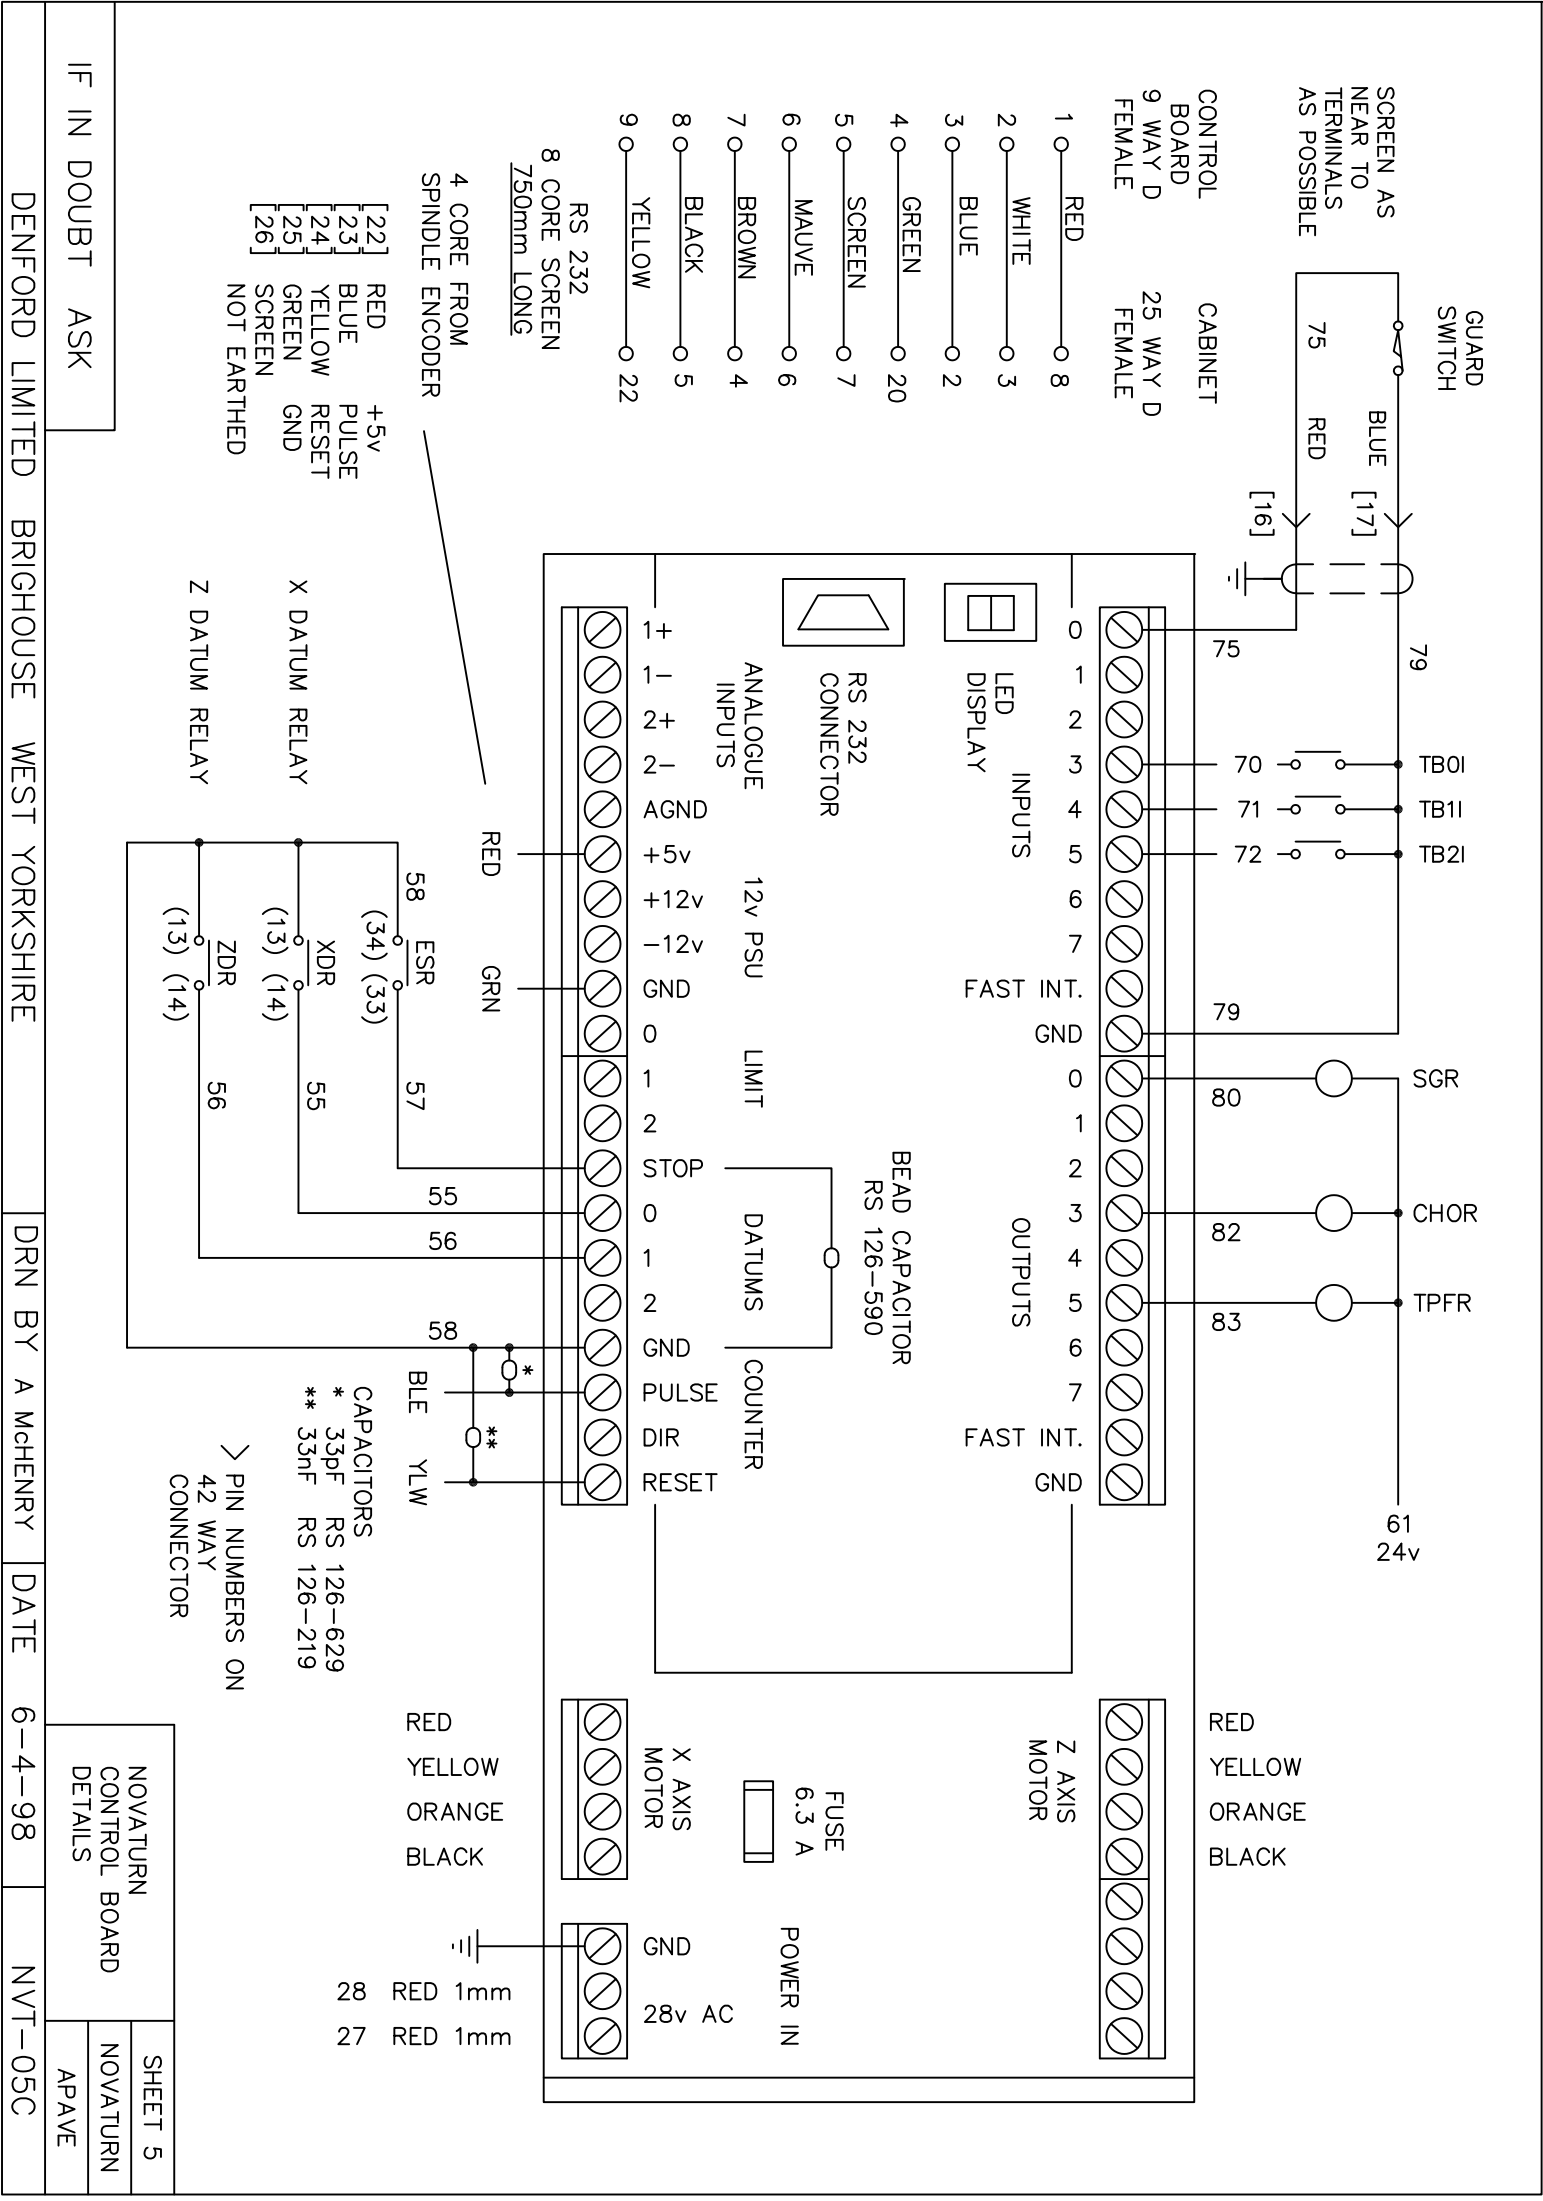 SCREEN AS
NEAR TO
TERMINALS
AS POSSIBLE
GUARD
SWITCH
75
RED
BLUE
[16]
[17]
79
75
CONTROL
BOARD
9 WAY D
FEMALE
CABINET
25 WAY D
FEMALE
1 RED 8
2 WHITE 3
3 BLUE 2
4 GREEN 20
5 SCREEN 7
6 MAUVE 6
7 BROWN 4
8 BLACK 5
9 YELLOW 22
RS 232
8 CORE SCREEN
750mm LONG
4 CORE FROM
SPINDLE ENCODER
[22] RED +5v
[23] BLUE PULSE
[24] YELLOW RESET
[25] GREEN GND
[26] SCREEN
NOT EARTHED
70 TB0I
71 TB1I
72 TB2I
79
80 SGR
82 CHOR
83 TPFR
61
24v
0
1
2
3
4
5
6
7
FAST INT.
GND
INPUTS
0
1
2
3
4
5
6
7
FAST INT.
GND
OUTPUTS
LED
DISPLAY
RS 232
CONNECTOR
ANALOGUE
INPUTS
12v PSU
LIMIT
DATUMS
COUNTER
BEAD CAPACITOR
RS 126-590
1+
1-
2+
2-
AGND
+5v
+12v
-12v
GND
0
1
2
STOP
0
1
2
GND
PULSE
DIR
RESET
RED
GRN
58
ESR
(34) (33)
57
X DATUM RELAY
XDR
(13) (14)
55
Z DATUM RELAY
ZDR
(13) (14)
56
55
56
58
*
**
BLE
YLW
CAPACITORS
* 33pF RS 126-629
** 33nF RS 126-219
> PIN NUMBERS ON
42 WAY
CONNECTOR
Z AXIS
MOTOR
RED
YELLOW
ORANGE
BLACK
FUSE
6.3 A
X AXIS
MOTOR
RED
YELLOW
ORANGE
BLACK
POWER IN
GND
28v AC
28 RED 1mm
27 RED 1mm
IF IN DOUBT ASK
NOVATURN
CONTROL BOARD
DETAILS
SHEET 5
NOVATURN
APAVE
DENFORD LIMITED BRIGHOUSE WEST YORKSHIRE
DRN BY A McHENRY
DATE 6-4-98
NVT-05C